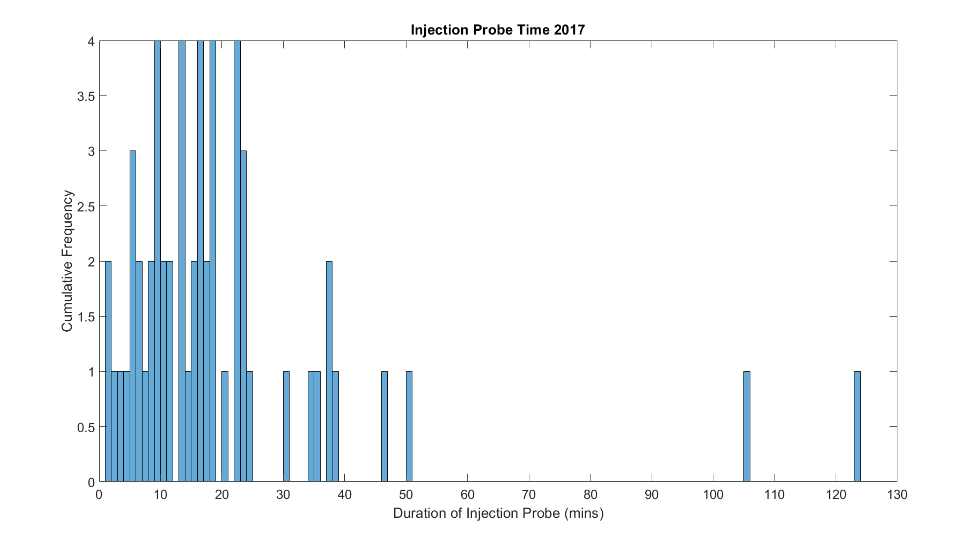 Injection Probe Time 2017
4
3.5
3
2.5
2
1.5
1
0.5
0
Cumulative Frequency
0 10 20 30 40 50 60 70 80 90 100 110 120 130
Duration of Injection Probe (mins)